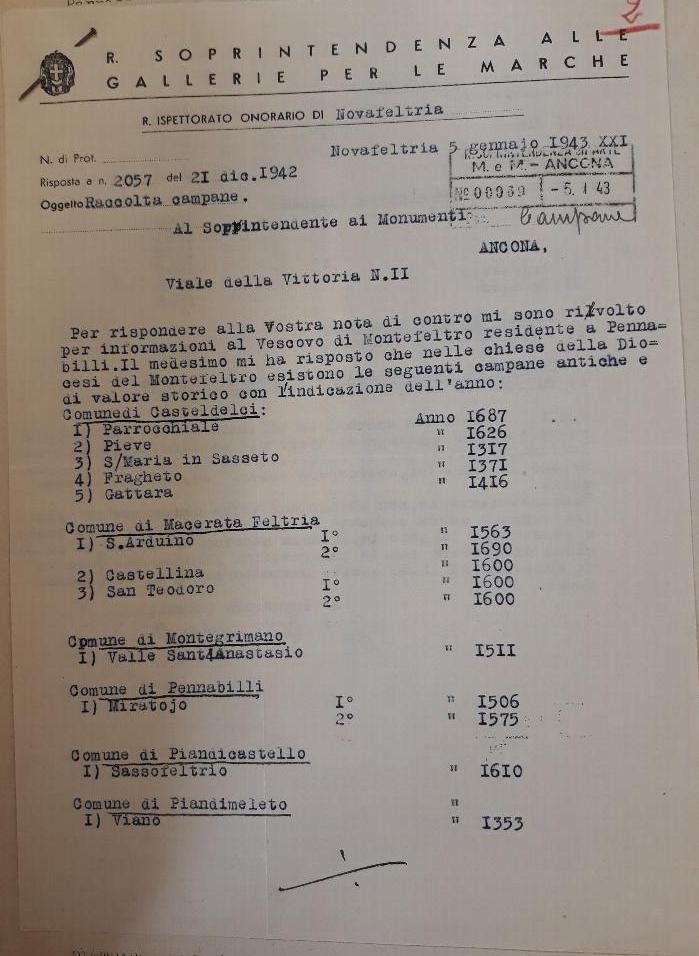 2
R. SOPRINTENDENZA ALLE
GALLERIE PER LE MARCHE
R. ISPETTORATO ONORARIO DI Novafeltria
Novafeltria 5 gennaio I943 XXI
N. di Prot.
M. e M. - ANCONA
Risposta a n. 2057 del 2I dic.I942
No 00009 - 5. 1 43
Oggetto Raccolta campane.
Campane
Al Soprintendente ai Monumenti
ANCONA,
Viale della Vittoria N.II
Per rispondere alla Vostra nota di contro mi sono rivolto
per informazioni al Vescovo di Montefeltro residente a Penna=
billi.Il medesimo mi ha risposto che nelle chiese della Dio=
cesi del Montefeltro esistono le seguenti campane antiche e
di valore storico con l'indicazione dell'anno:
Comunedi Casteldelci:
I) Parrocchiale Anno I687
2) Pieve " I626
3) S/Maria in Sasseto " I3I7
4) Fragheto " I37I
5) Gattara " I4I6
Comune di Macerata Feltria
I) S.Arduino I° " I563
2° " I690
2) Castellina " I600
3) San Teodoro I° " I600
2° " I600
Comune di Montegrimano
I) Valle Sant'Anastasio " I5II
Comune di Pennabilli
I) Miratojo I° " I506
2° " I575
Comune di Piandicastello
I) Sassofeltrio " I6I0
Comune di Piandimeleto "
I) Viano " I353